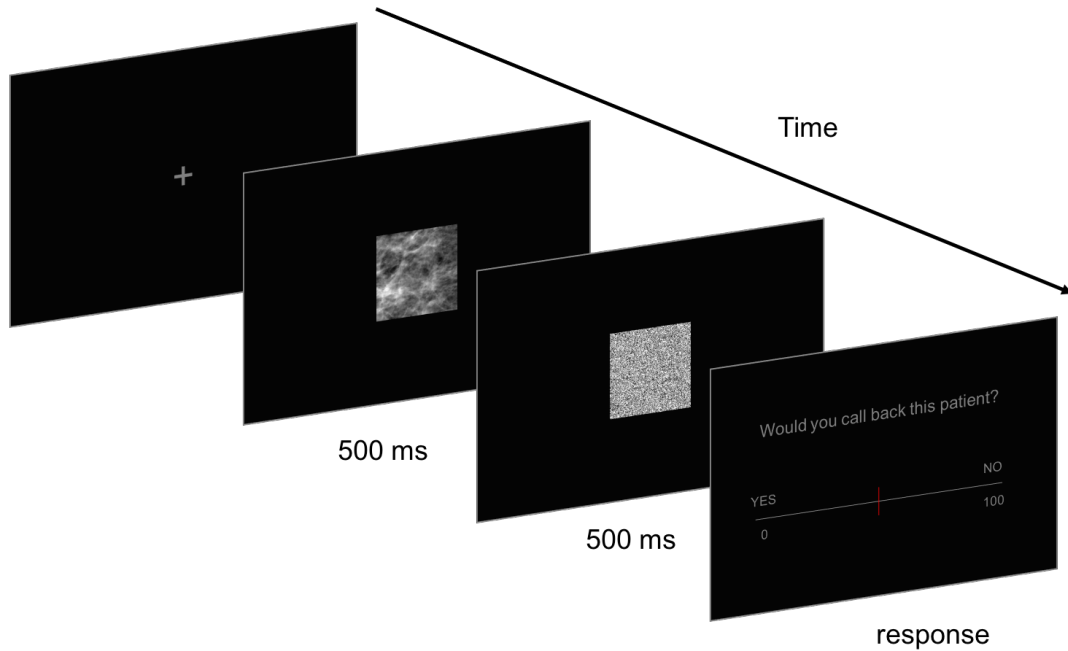 Time
500 ms
500 ms
Would you call back this patient?
YES NO
0 100
response